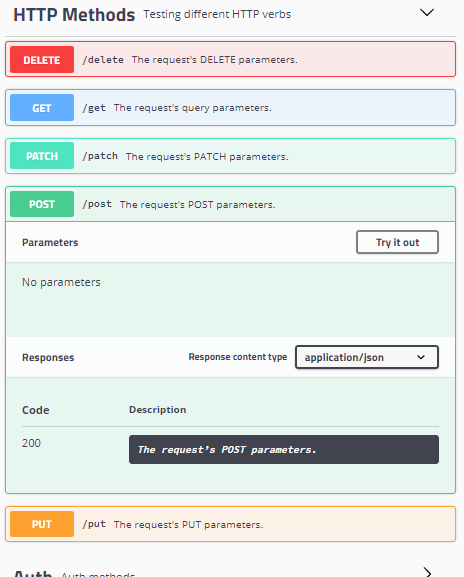 HTTP Methods Testing different HTTP verbs
DELETE /delete The request's DELETE parameters.
GET /get The request's query parameters.
PATCH /patch The request's PATCH parameters.
POST /post The request's POST parameters.
Parameters Try it out
No parameters
Responses Response content type application/json
Code Description
200 The request's POST parameters.
PUT /put The request's PUT parameters.
Auth Auth methods